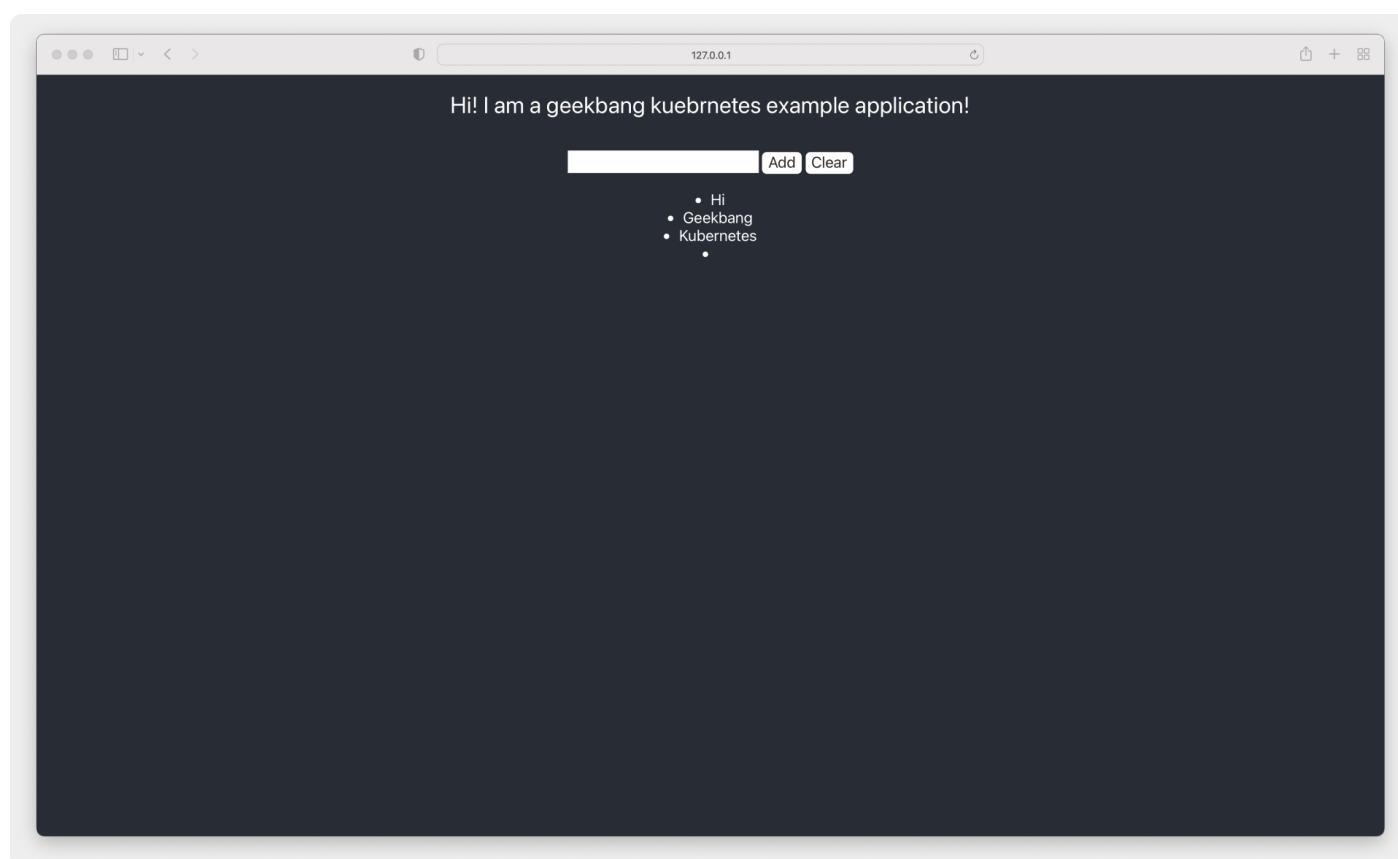 127.0.0.1
Hi! I am a geekbang kuebrnetes example application!
Add Clear
• Hi
• Geekbang
• Kubernetes
•